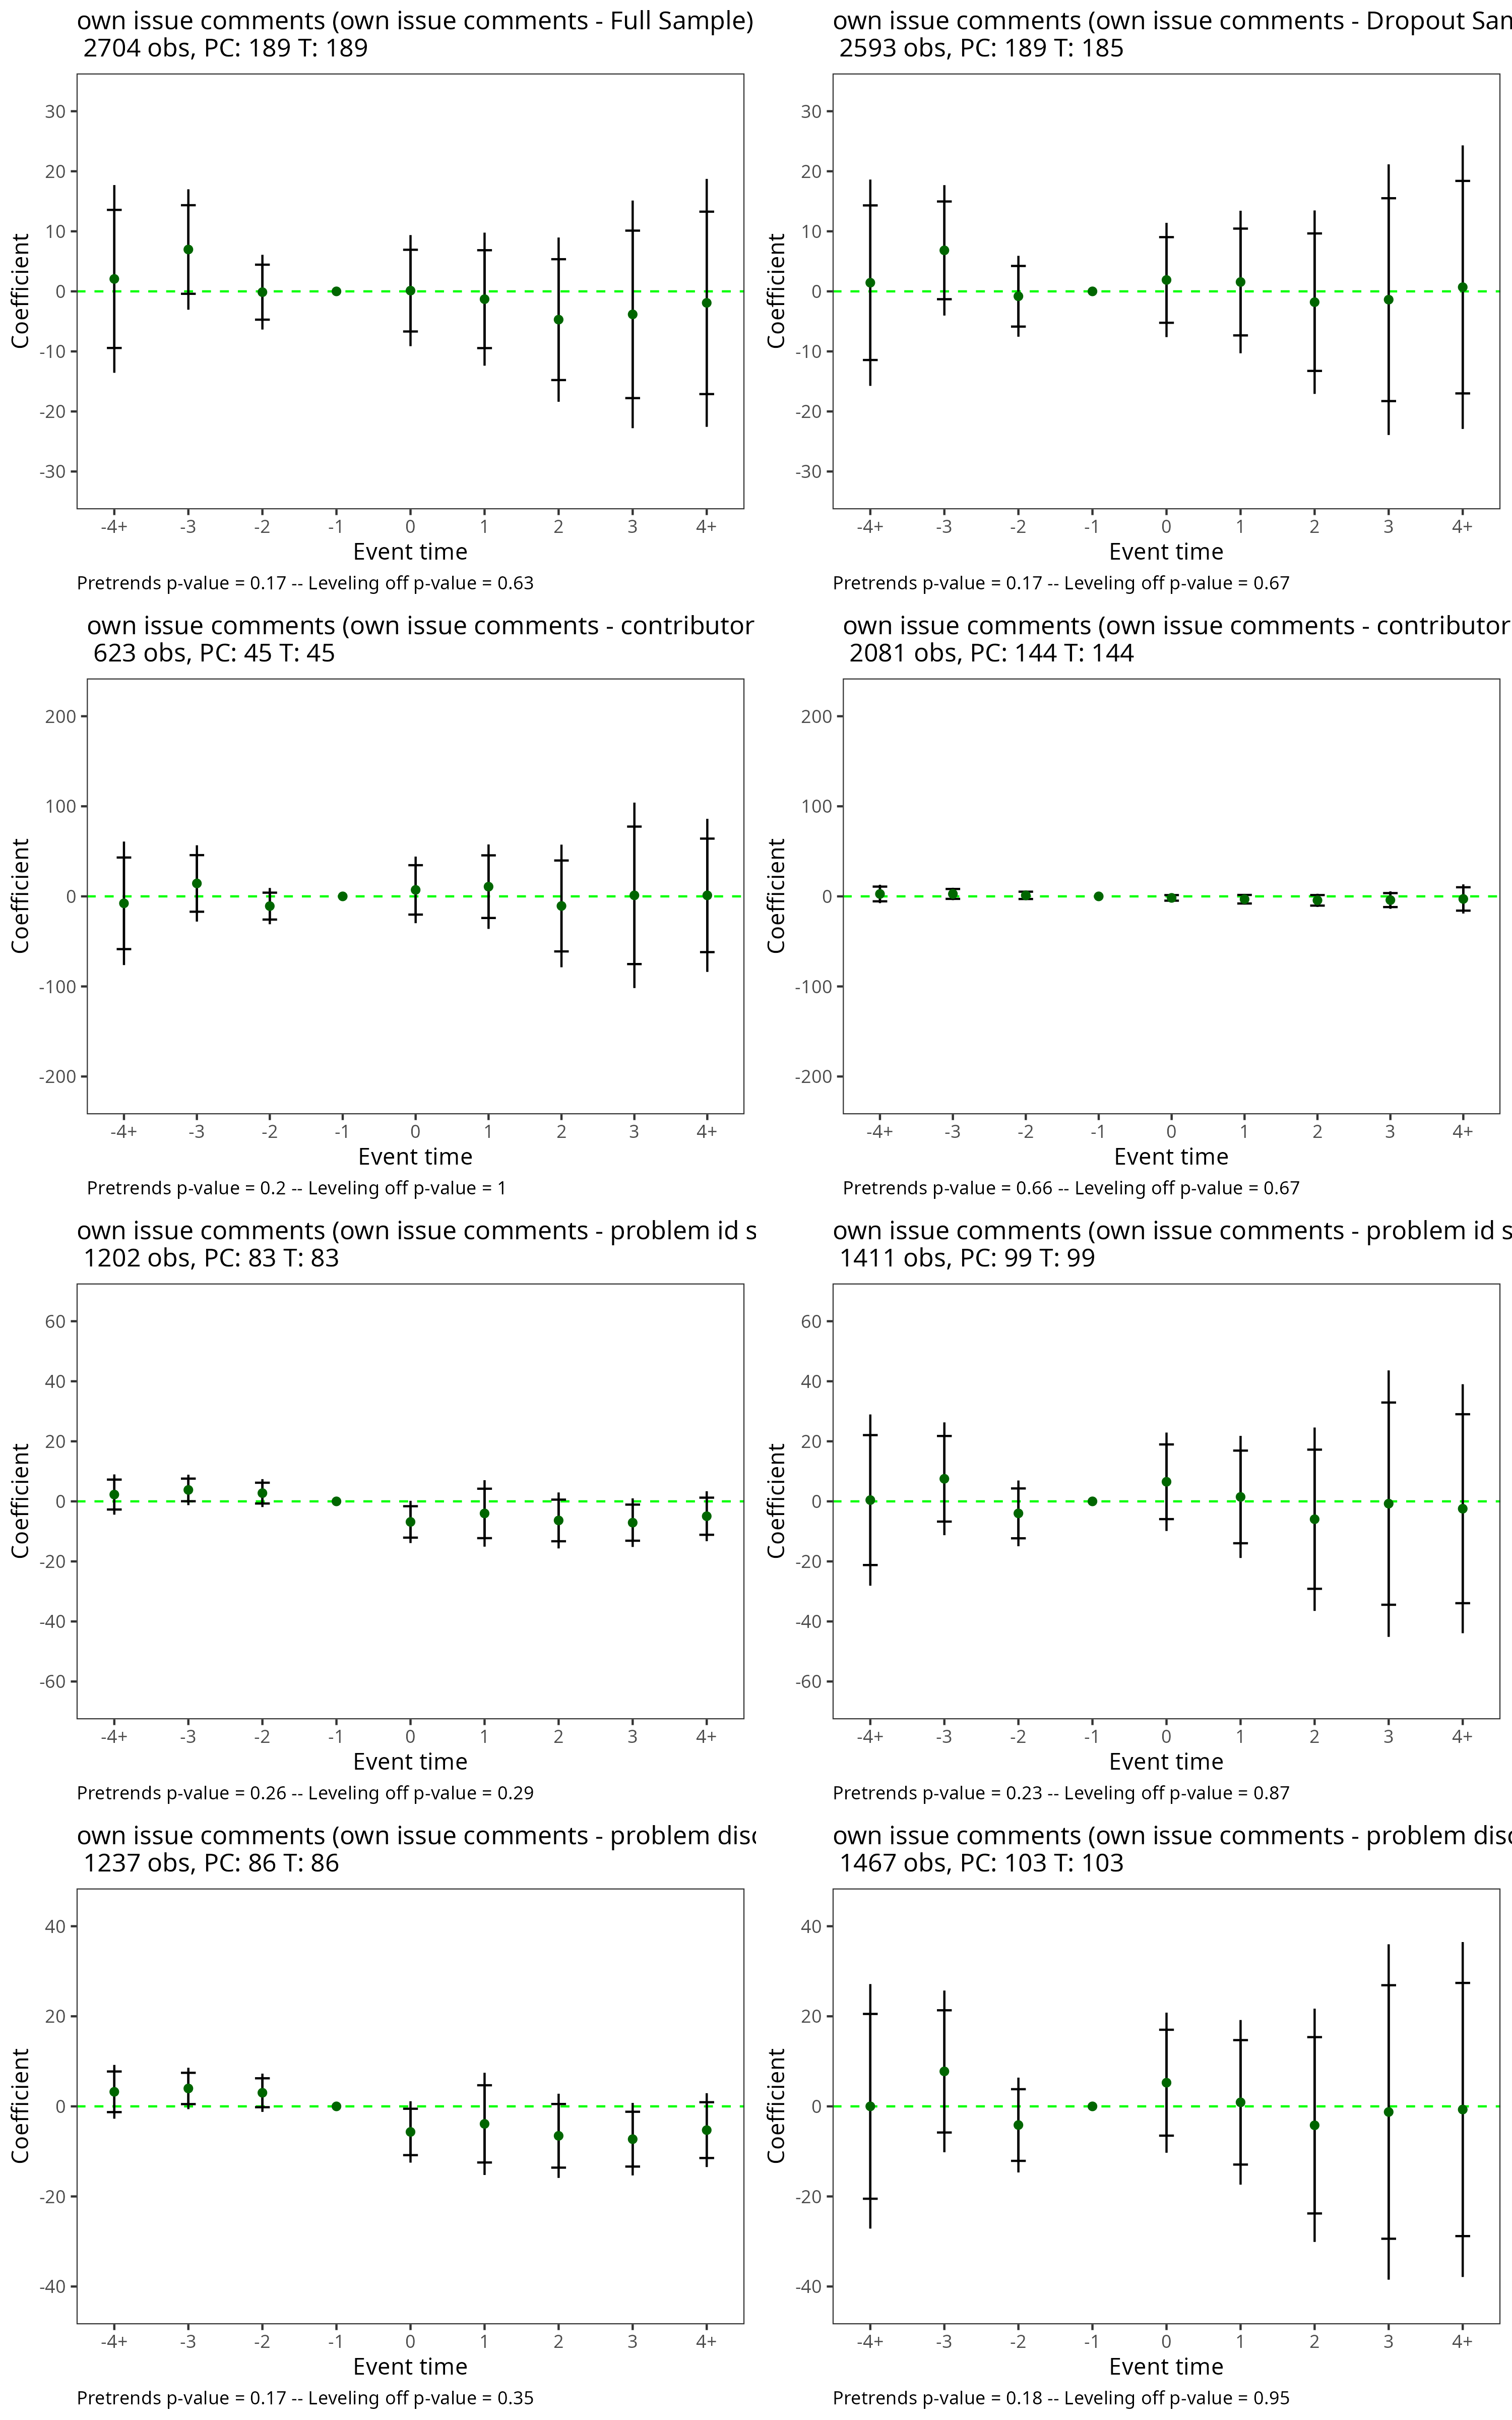 own issue comments (own issue comments - Full Sample)
2704 obs, PC: 189 T: 189
30
20
10
0
-10
-20
-30
Coefficient
-4+ -3 -2 -1 0 1 2 3 4+
Event time
Pretrends p-value = 0.17 -- Leveling off p-value = 0.63
own issue comments (own issue comments - Dropout Sam
2593 obs, PC: 189 T: 185
30
20
10
0
-10
-20
-30
Coefficient
-4+ -3 -2 -1 0 1 2 3 4+
Event time
Pretrends p-value = 0.17 -- Leveling off p-value = 0.67
own issue comments (own issue comments - contributor
623 obs, PC: 45 T: 45
200
100
0
-100
-200
Coefficient
-4+ -3 -2 -1 0 1 2 3 4+
Event time
Pretrends p-value = 0.2 -- Leveling off p-value = 1
own issue comments (own issue comments - contributor
2081 obs, PC: 144 T: 144
200
100
0
-100
-200
Coefficient
-4+ -3 -2 -1 0 1 2 3 4+
Event time
Pretrends p-value = 0.66 -- Leveling off p-value = 0.67
own issue comments (own issue comments - problem id s
1202 obs, PC: 83 T: 83
60
40
20
0
-20
-40
-60
Coefficient
-4+ -3 -2 -1 0 1 2 3 4+
Event time
Pretrends p-value = 0.26 -- Leveling off p-value = 0.29
own issue comments (own issue comments - problem id s
1411 obs, PC: 99 T: 99
60
40
20
0
-20
-40
-60
Coefficient
-4+ -3 -2 -1 0 1 2 3 4+
Event time
Pretrends p-value = 0.23 -- Leveling off p-value = 0.87
own issue comments (own issue comments - problem disc
1237 obs, PC: 86 T: 86
40
20
0
-20
-40
Coefficient
-4+ -3 -2 -1 0 1 2 3 4+
Event time
Pretrends p-value = 0.17 -- Leveling off p-value = 0.35
own issue comments (own issue comments - problem disc
1467 obs, PC: 103 T: 103
40
20
0
-20
-40
Coefficient
-4+ -3 -2 -1 0 1 2 3 4+
Event time
Pretrends p-value = 0.18 -- Leveling off p-value = 0.95